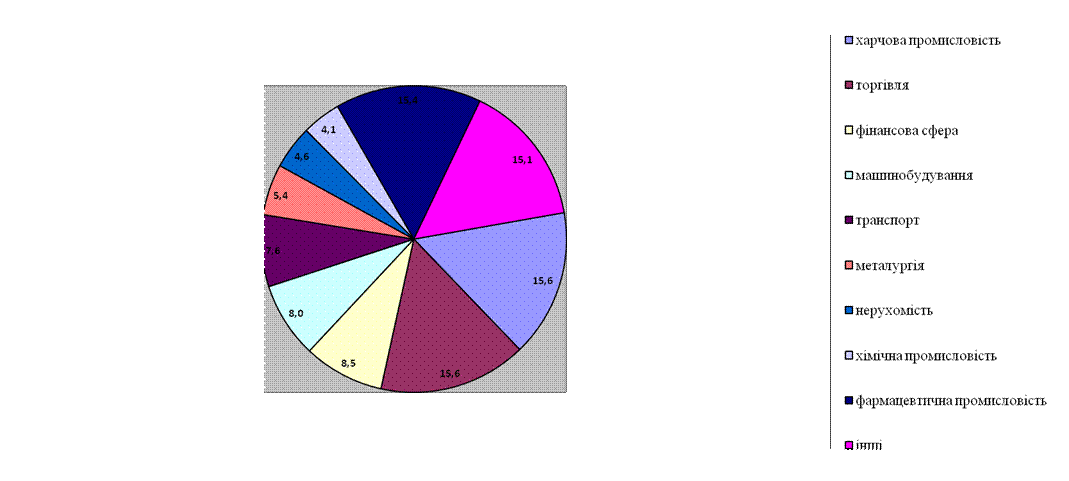 15,4
4,1
15,1
4,6
5,4
7,6
15,6
8,0
8,5
15,6
харчова промисловість
торгівля
фінансова сфера
машинобудування
транспорт
металургія
нерухомість
хімічна промисловість
фармацевтична промисловість
інші